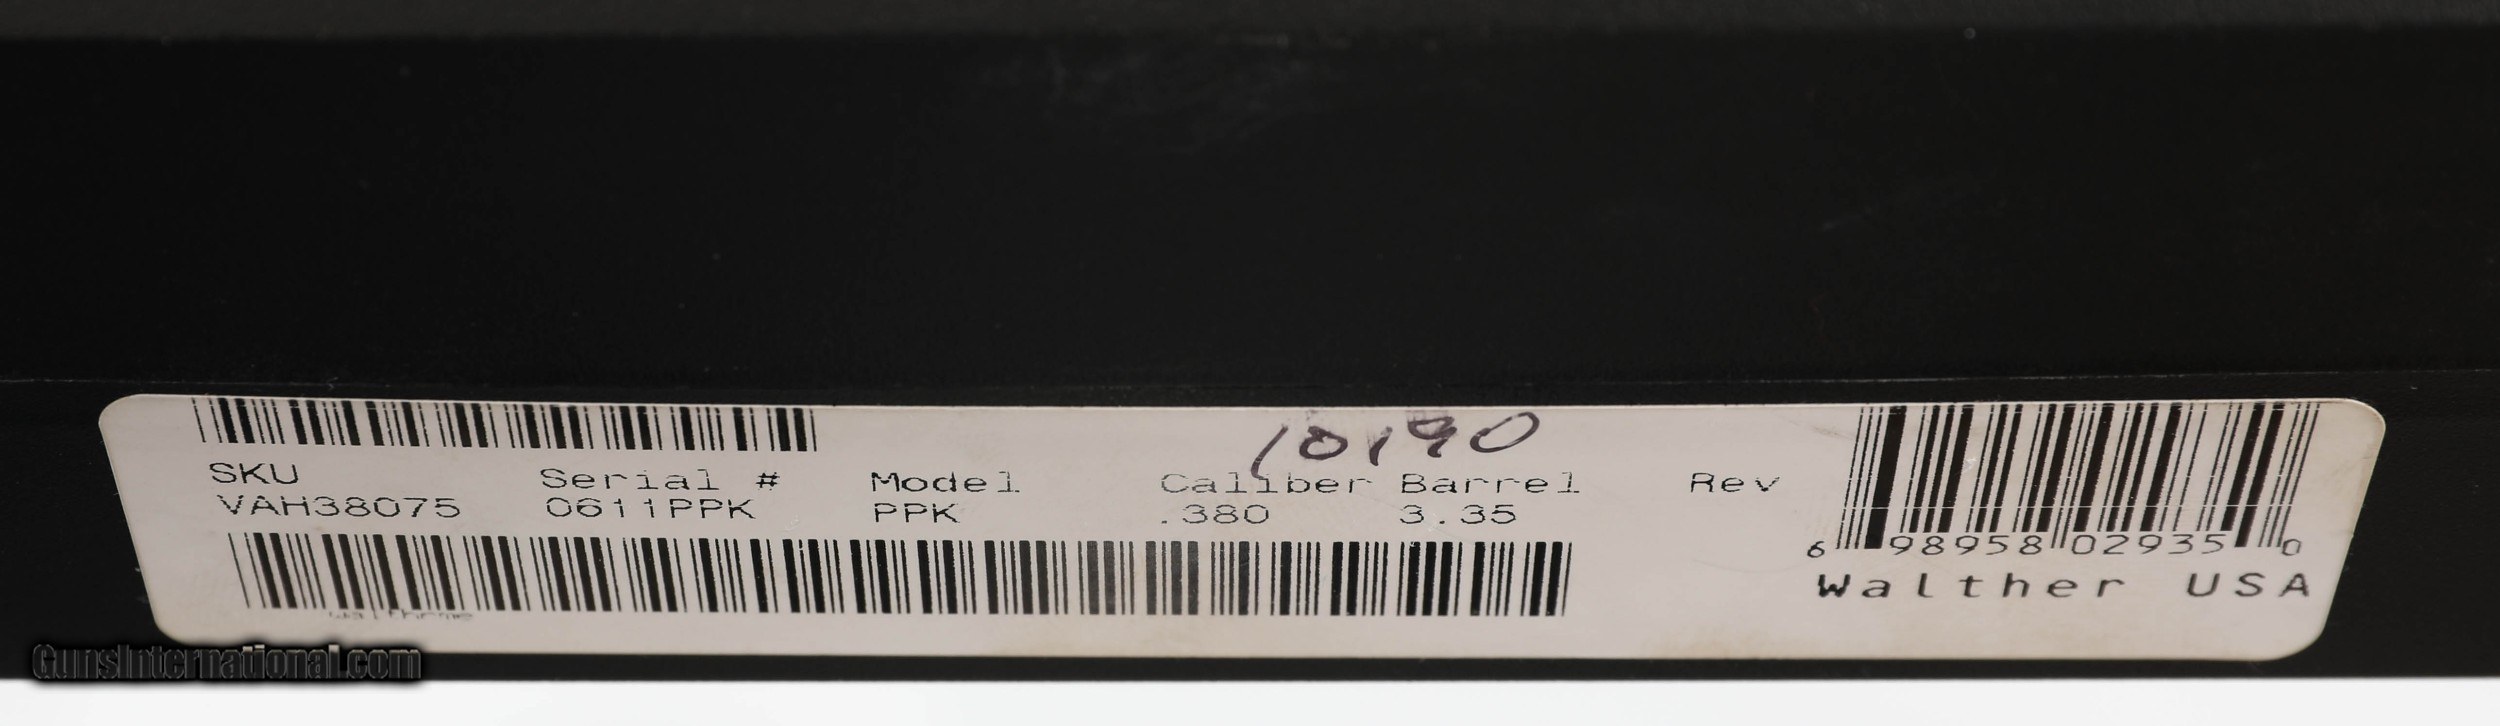 10190
SKU Serial # Model Caliber Barrel Rev
VAH38075 0611PPK PPK .380 3.35
6 98958 02935 0
Walther USA
GunsInternational.com